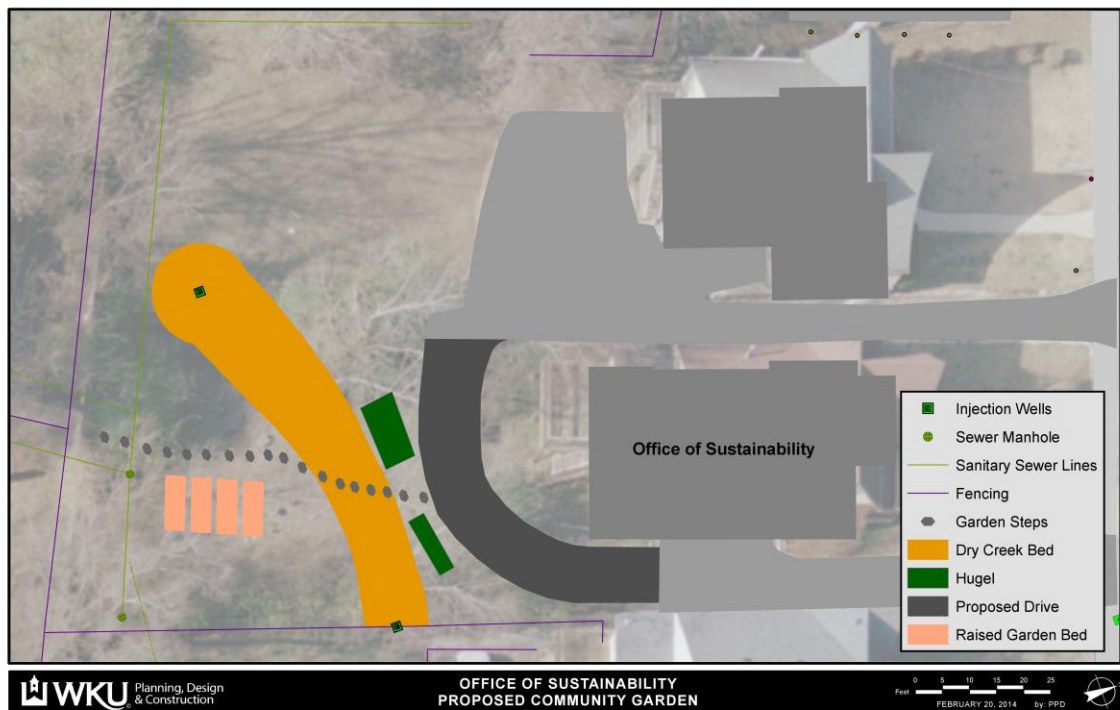 Office of Sustainability
Injection Wells
Sewer Manhole
Sanitary Sewer Lines
Fencing
Garden Steps
Dry Creek Bed
Hugel
Proposed Drive
Raised Garden Bed
WKU
Planning, Design
& Construction
OFFICE OF SUSTAINABILITY
PROPOSED COMMUNITY GARDEN
0 5 10 15 20 25
Feet
FEBRUARY 20, 2014 by: PPD